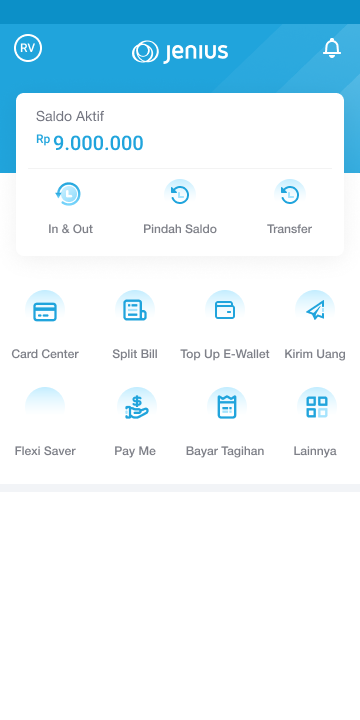 RV
Jenius
Saldo Aktif
Rp 9.000.000
In & Out
Pindah Saldo
Transfer
Card Center
Split Bill
Top Up E-Wallet
Kirim Uang
Flexi Saver
Pay Me
Bayar Tagihan
Lainnya